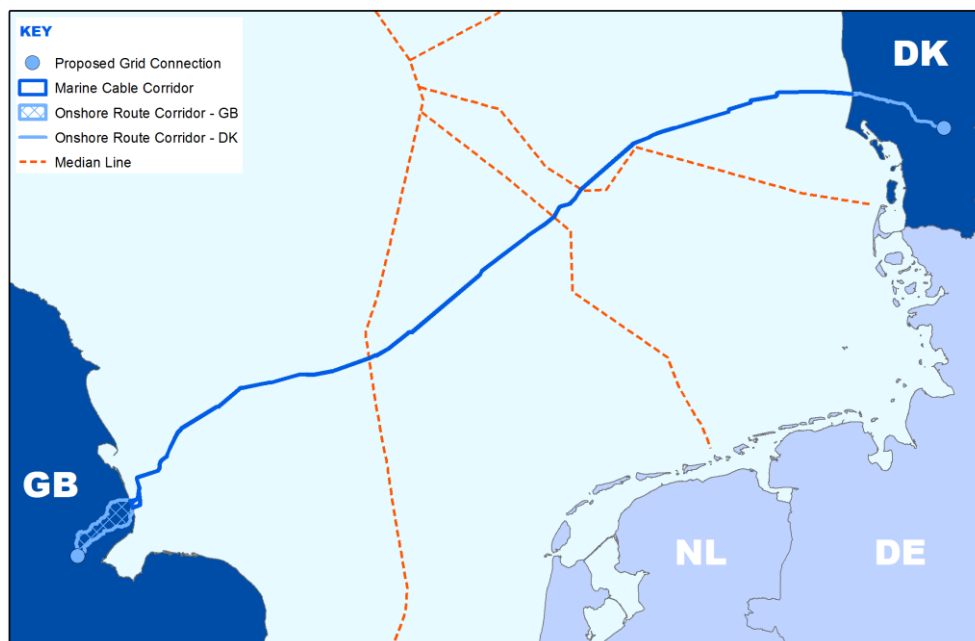 KEY
Proposed Grid Connection
Marine Cable Corridor
Onshore Route Corridor - GB
Onshore Route Corridor - DK
Median Line
DK
GB
NL
DE